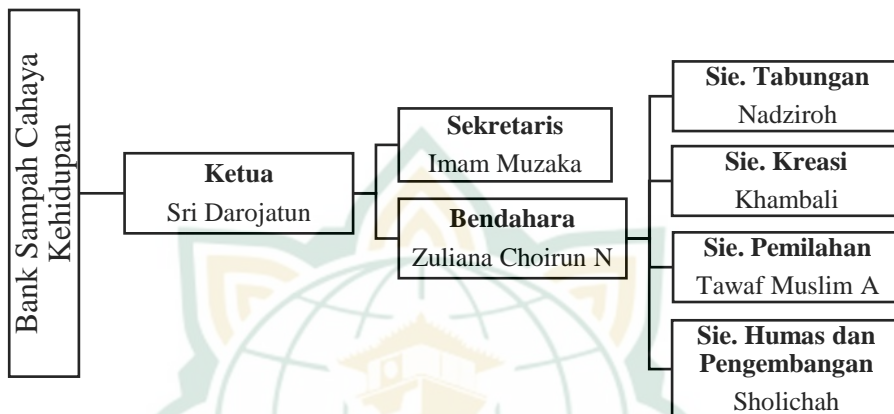 Bank Sampah Cahaya
Kehidupan
Ketua
Sri Darojatun
Sekretaris
Imam Muzaka
Bendahara
Zuliana Choirun N
Sie. Tabungan
Nadziroh
Sie. Kreasi
Khambali
Sie. Pemilahan
Tawaf Muslim A
Sie. Humas dan
Pengembangan
Sholichah